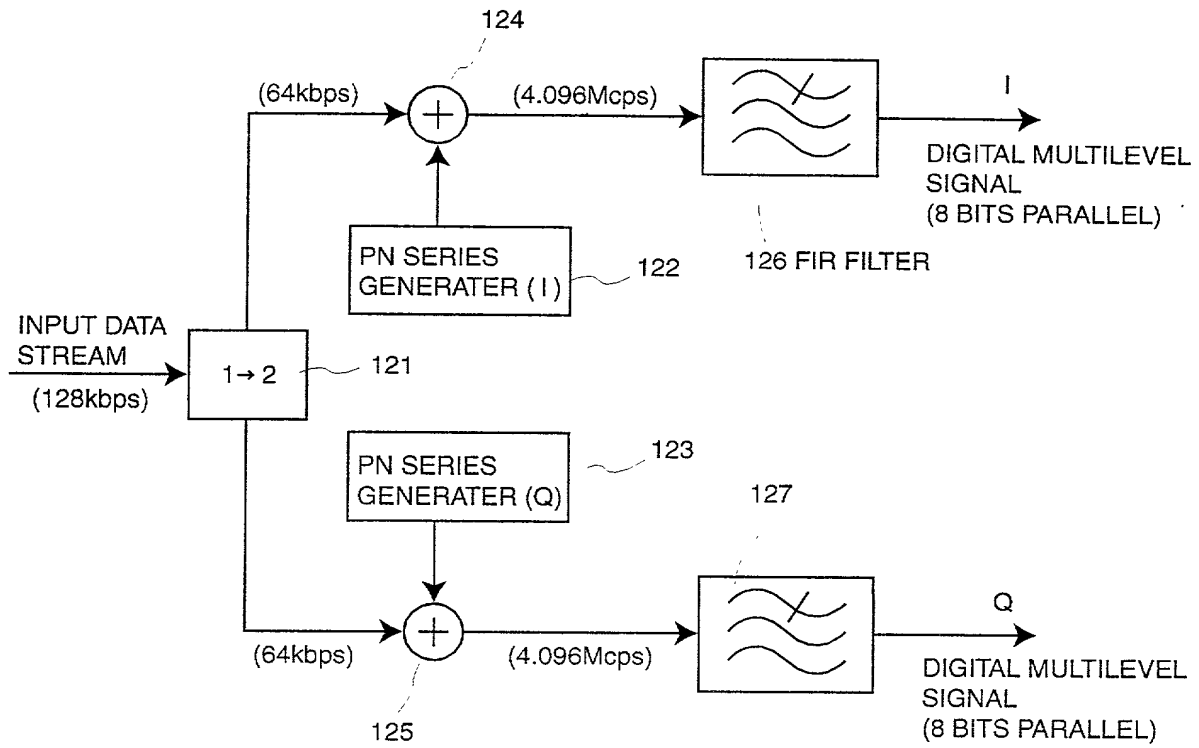 124
(64kbps)
+
(4.096Mcps)
I
DIGITAL MULTILEVEL
SIGNAL
(8 BITS PARALLEL)
PN SERIES
GENERATER ( I )
122
126 FIR FILTER
INPUT DATA
STREAM
(128kbps)
1→ 2
121
PN SERIES
GENERATER (Q)
123
127
(64kbps)
+
(4.096Mcps)
Q
DIGITAL MULTILEVEL
SIGNAL
(8 BITS PARALLEL)
125